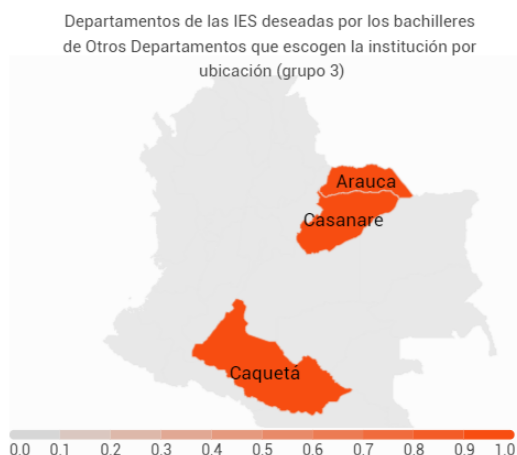 Departamentos de las IES deseadas por los bachilleres
de Otros Departamentos que escogen la institución por
ubicación (grupo 3)
Arauca
Casanare
Caquetá
0.0 0.1 0.2 0.3 0.4 0.5 0.6 0.7 0.8 0.9 1.0